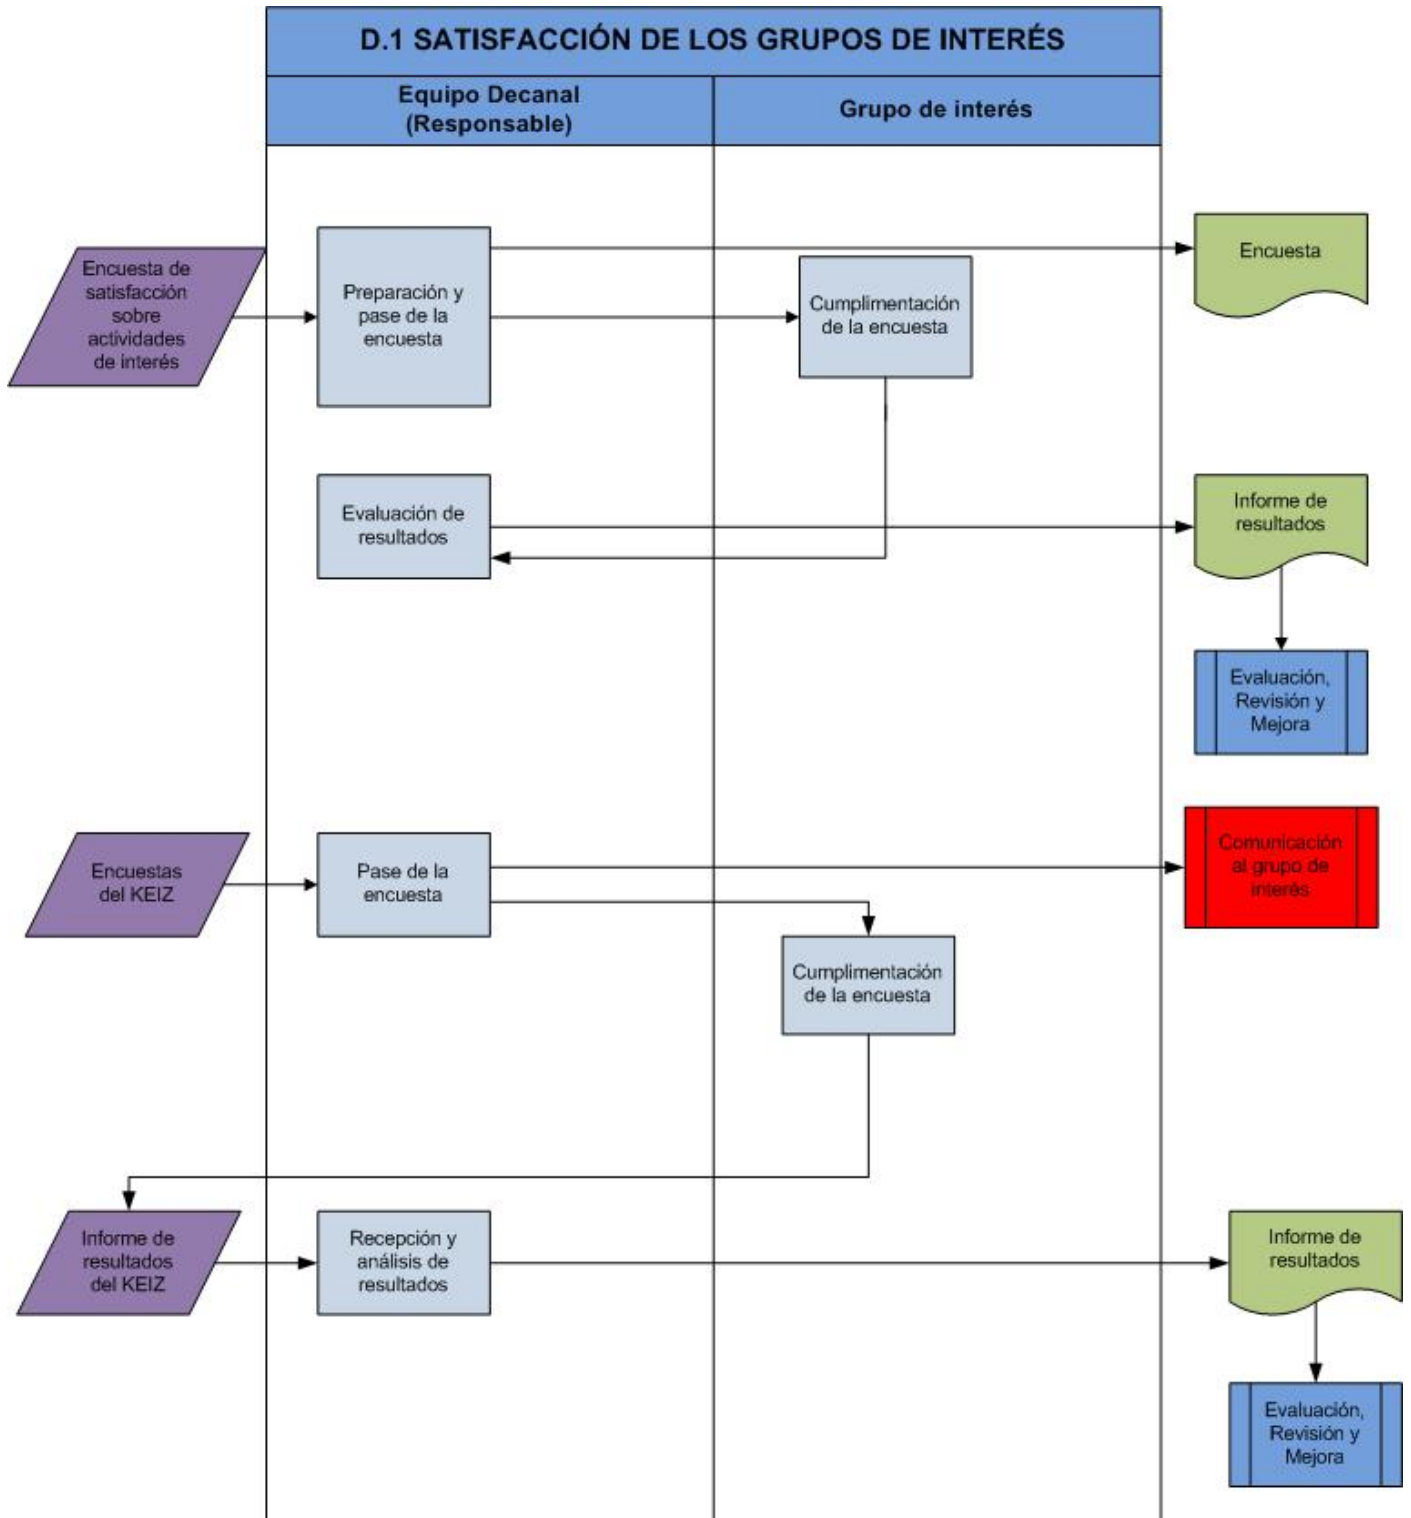 D.1 SATISFACCIÓN DE LOS GRUPOS DE INTERÉS
Equipo Decanal
(Responsable)
Grupo de interés
Encuesta de
satisfacción
sobre
actividades
de interés
Preparación y
pase de la
encuesta
Cumplimentación
de la encuesta
Encuesta
Evaluación de
resultados
Informe de
resultados
Evaluación,
Revisión y
Mejora
Encuestas
del KEIZ
Pase de la
encuesta
Comunicación
al grupo de
interés
Cumplimentación
de la encuesta
Informe de
resultados
del KEIZ
Recepción y
análisis de
resultados
Informe de
resultados
Evaluación,
Revisión y
Mejora